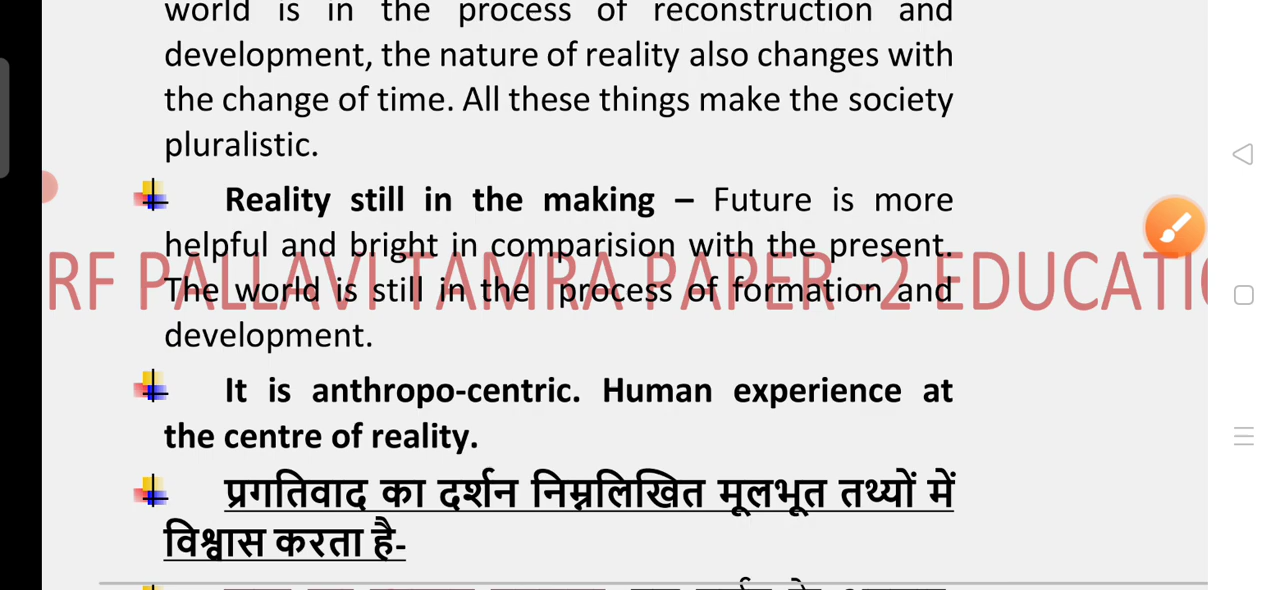 world is in the process of reconstruction and
development, the nature of reality also changes with
the change of time. All these things make the society
pluralistic.
Reality still in the making – Future is more
helpful and bright in comparision with the present.
RF PALLAVI TAMRA PAPER -2 EDUCATIO
The world is still in the process of formation and
development.
It is anthropo-centric. Human experience at
the centre of reality.
प्रगतिवाद का दर्शन निम्नलिखित मूलभूत तथ्यों में
विश्वास करता है-